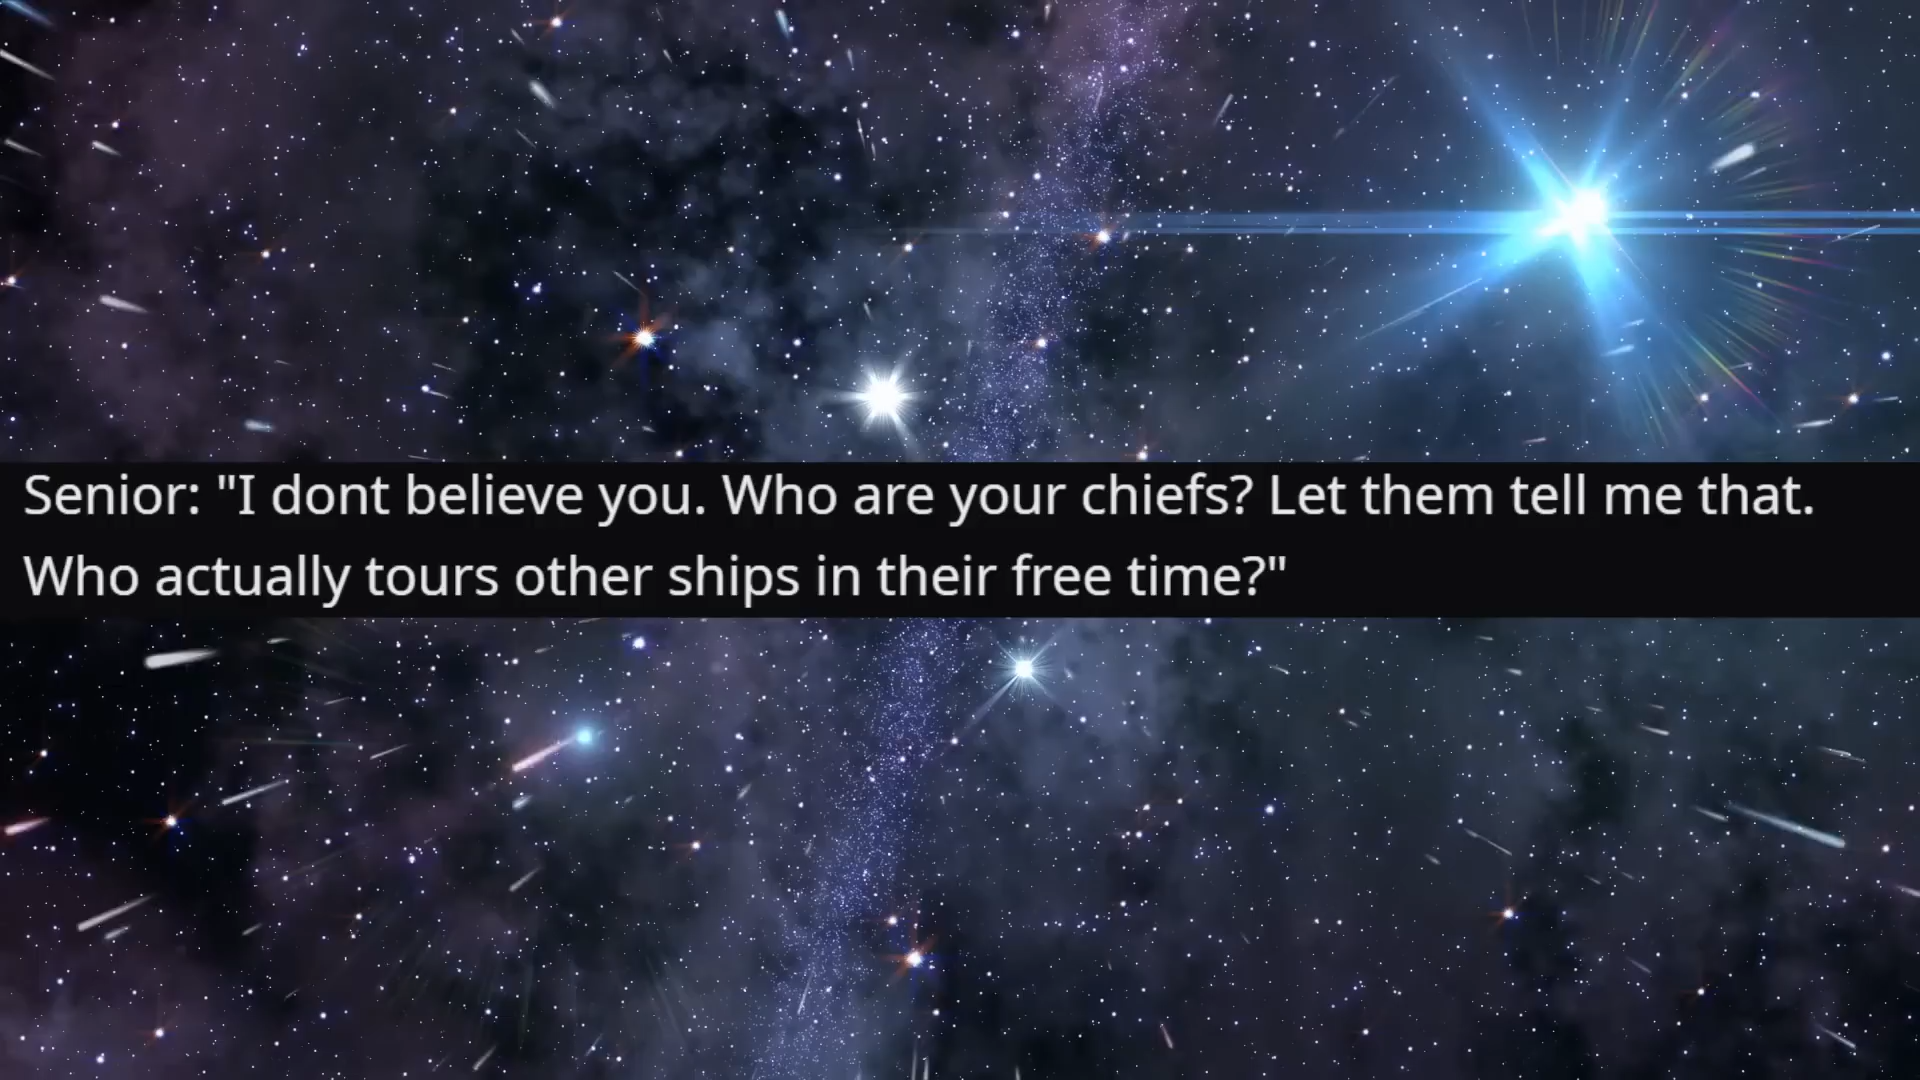 Senior: "I dont believe you. Who are your chiefs? Let them tell me that.
Who actually tours other ships in their free time?"